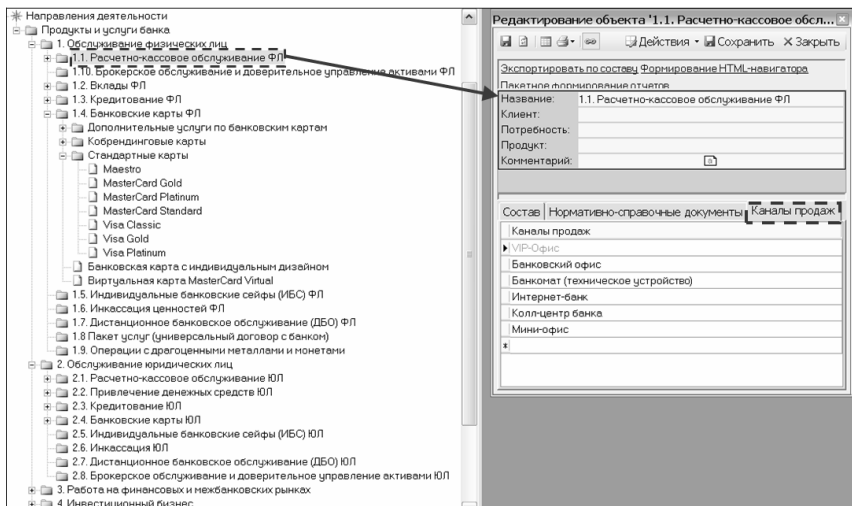 Направления деятельности
Продукты и услуги банка
1. Обслуживание физических лиц
1.1. Расчетно-кассовое обслуживание ФЛ
1.10. Брокерское обслуживание и доверительное управление активами ФЛ
1.2. Вклады ФЛ
1.3. Кредитование ФЛ
1.4. Банковские карты ФЛ
Дополнительные услуги по банковским картам
Кобрендинговые карты
Стандартные карты
Maestro
MasterCard Gold
MasterCard Platinum
MasterCard Standard
Visa Classic
Visa Gold
Visa Platinum
Банковская карта с индивидуальным дизайном
Виртуальная карта MasterCard Virtual
1.5. Индивидуальные банковские сейфы (ИБС) ФЛ
1.6. Инкассация ценностей ФЛ
1.7. Дистанционное банковское обслуживание (ДБО) ФЛ
1.8 Пакет услуг (универсальный договор с банком)
1.9. Операции с драгоценными металлами и монетами
2. Обслуживание юридических лиц
2.1. Расчетно-кассовое обслуживание ЮЛ
2.2. Привлечение денежных средств ЮЛ
2.3. Кредитование ЮЛ
2.4. Банковские карты ЮЛ
2.5. Индивидуальные банковские сейфы (ИБС) ЮЛ
2.6. Инкассация ЮЛ
2.7. Дистанционное банковское обслуживание (ДБО) ЮЛ
2.8. Брокерское обслуживание и доверительное управление активами ЮЛ
3. Работа на финансовых и межбанковских рынках
4. Инвестиционный бизнес
Редактирование объекта '1.1. Расчетно-кассовое обсл...
Действия Сохранить Закрыть
Экспортировать по составу Формирование HTML-навигатора
Пакетное формирование отчетов
Название: 1.1. Расчетно-кассовое обслуживание ФЛ
Клиент:
Потребность:
Продукт:
Комментарий:
Состав Нормативно-справочные документы Каналы продаж
Каналы продаж
VIP-Офис
Банковский офис
Банкомат (техническое устройство)
Интернет-банк
Колл-центр банка
Мини-офис